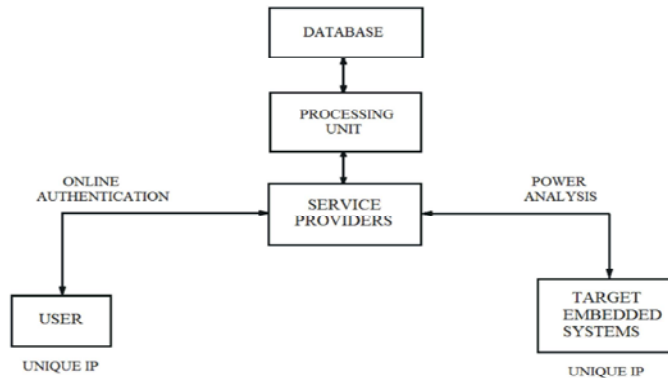 DATABASE
PROCESSING
UNIT
ONLINE
AUTHENTICATION
POWER
ANALYSIS
SERVICE
PROVIDERS
USER
TARGET
EMBEDDED
SYSTEMS
UNIQUE IP
UNIQUE IP